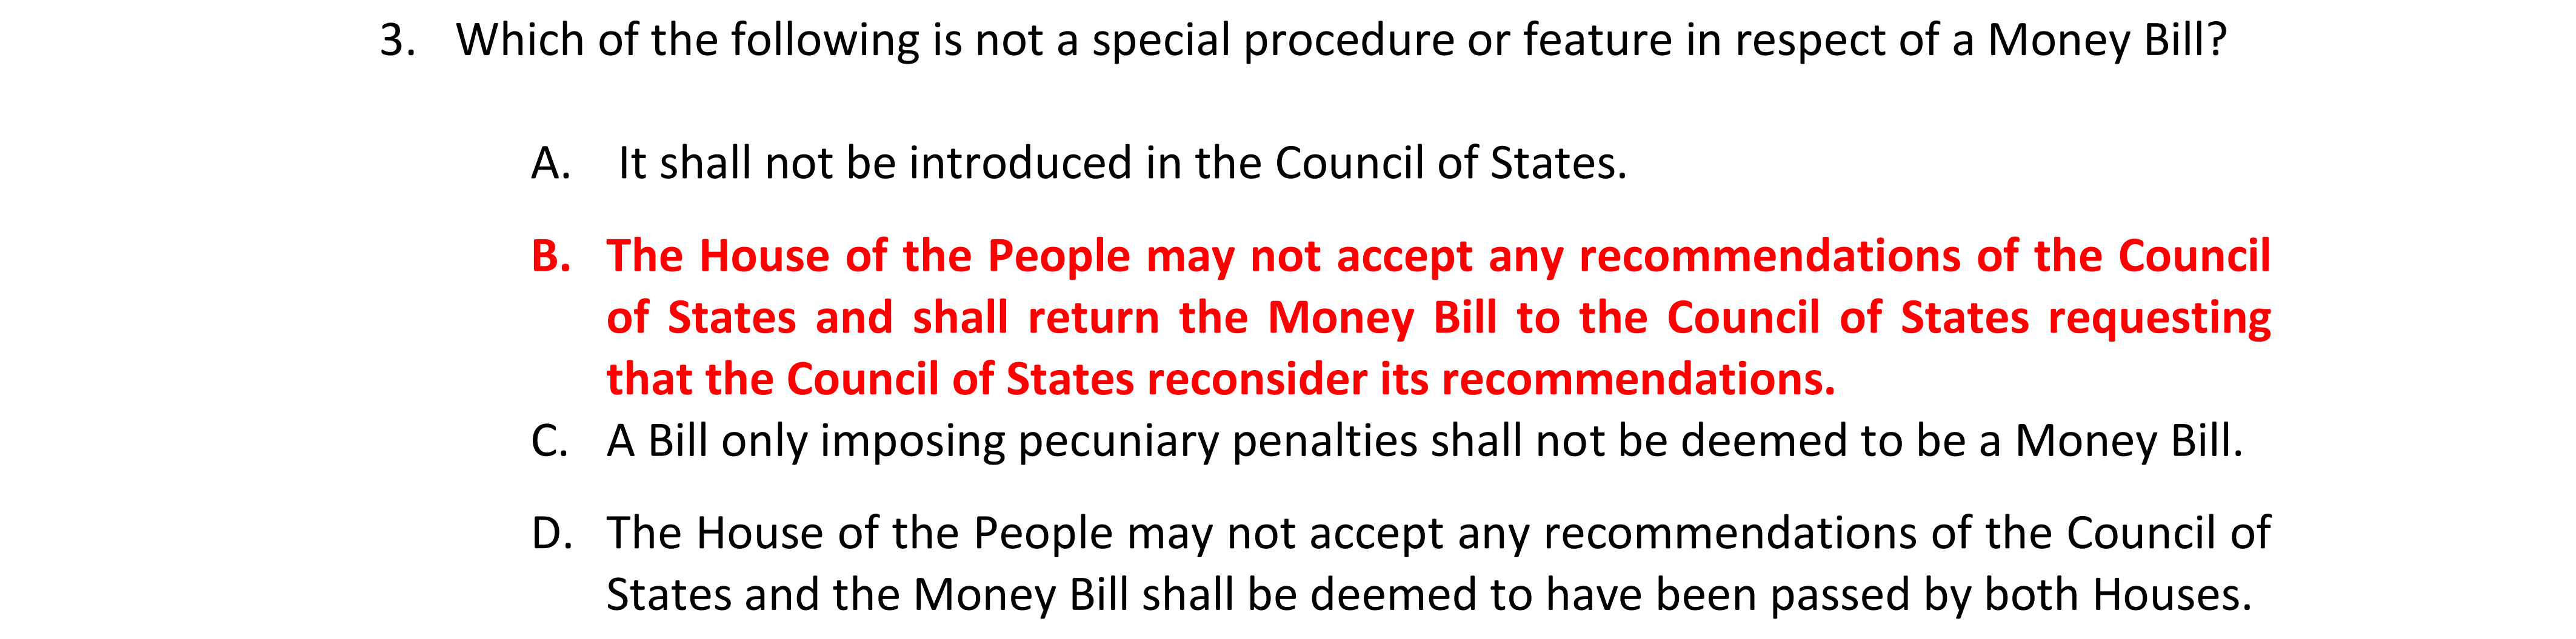 3. Which of the following is not a special procedure or feature in respect of a Money Bill?
A. It shall not be introduced in the Council of States.
B. The House of the People may not accept any recommendations of the Council
of States and shall return the Money Bill to the Council of States requesting
that the Council of States reconsider its recommendations.
C. A Bill only imposing pecuniary penalties shall not be deemed to be a Money Bill.
D. The House of the People may not accept any recommendations of the Council of
States and the Money Bill shall be deemed to have been passed by both Houses.